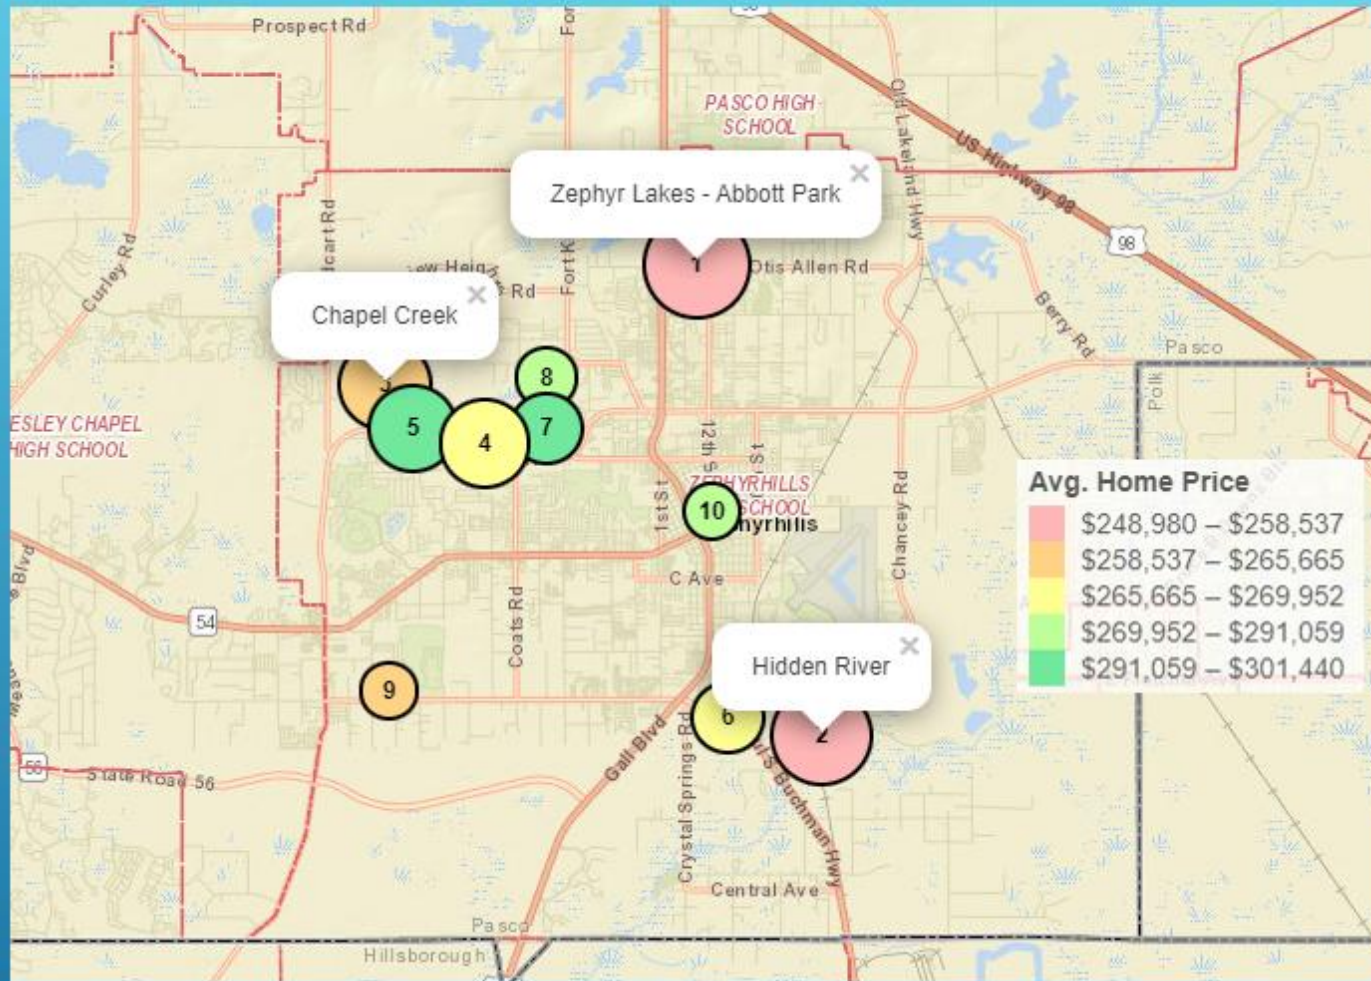 Prospect Rd
PASCO HIGH
SCHOOL
Old Lakeland Hwy
US Highway 98
98
Zephyr Lakes - Abbott Park
×
1
Otis Allen Rd
Curley Rd
Berry Rd
Chapel Creek
×
Rd
Pasco
Polk
8
5
4
7
HIGH SCHOOL
12th S
1st St
ZEPHYRHILLS
SCHOOL
10
Chancey Rd
C Ave
Avg. Home Price
$248,980 – $258,537
$258,537 – $265,665
$265,665 – $269,952
$269,952 – $291,059
$291,059 – $301,440
54
Coats Rd
Hidden River
×
9
6
2
State Road 56
Gall Blvd
Crystal Springs Rd
S Buchman Hwy
Central Ave
Pasco
Hillsborough